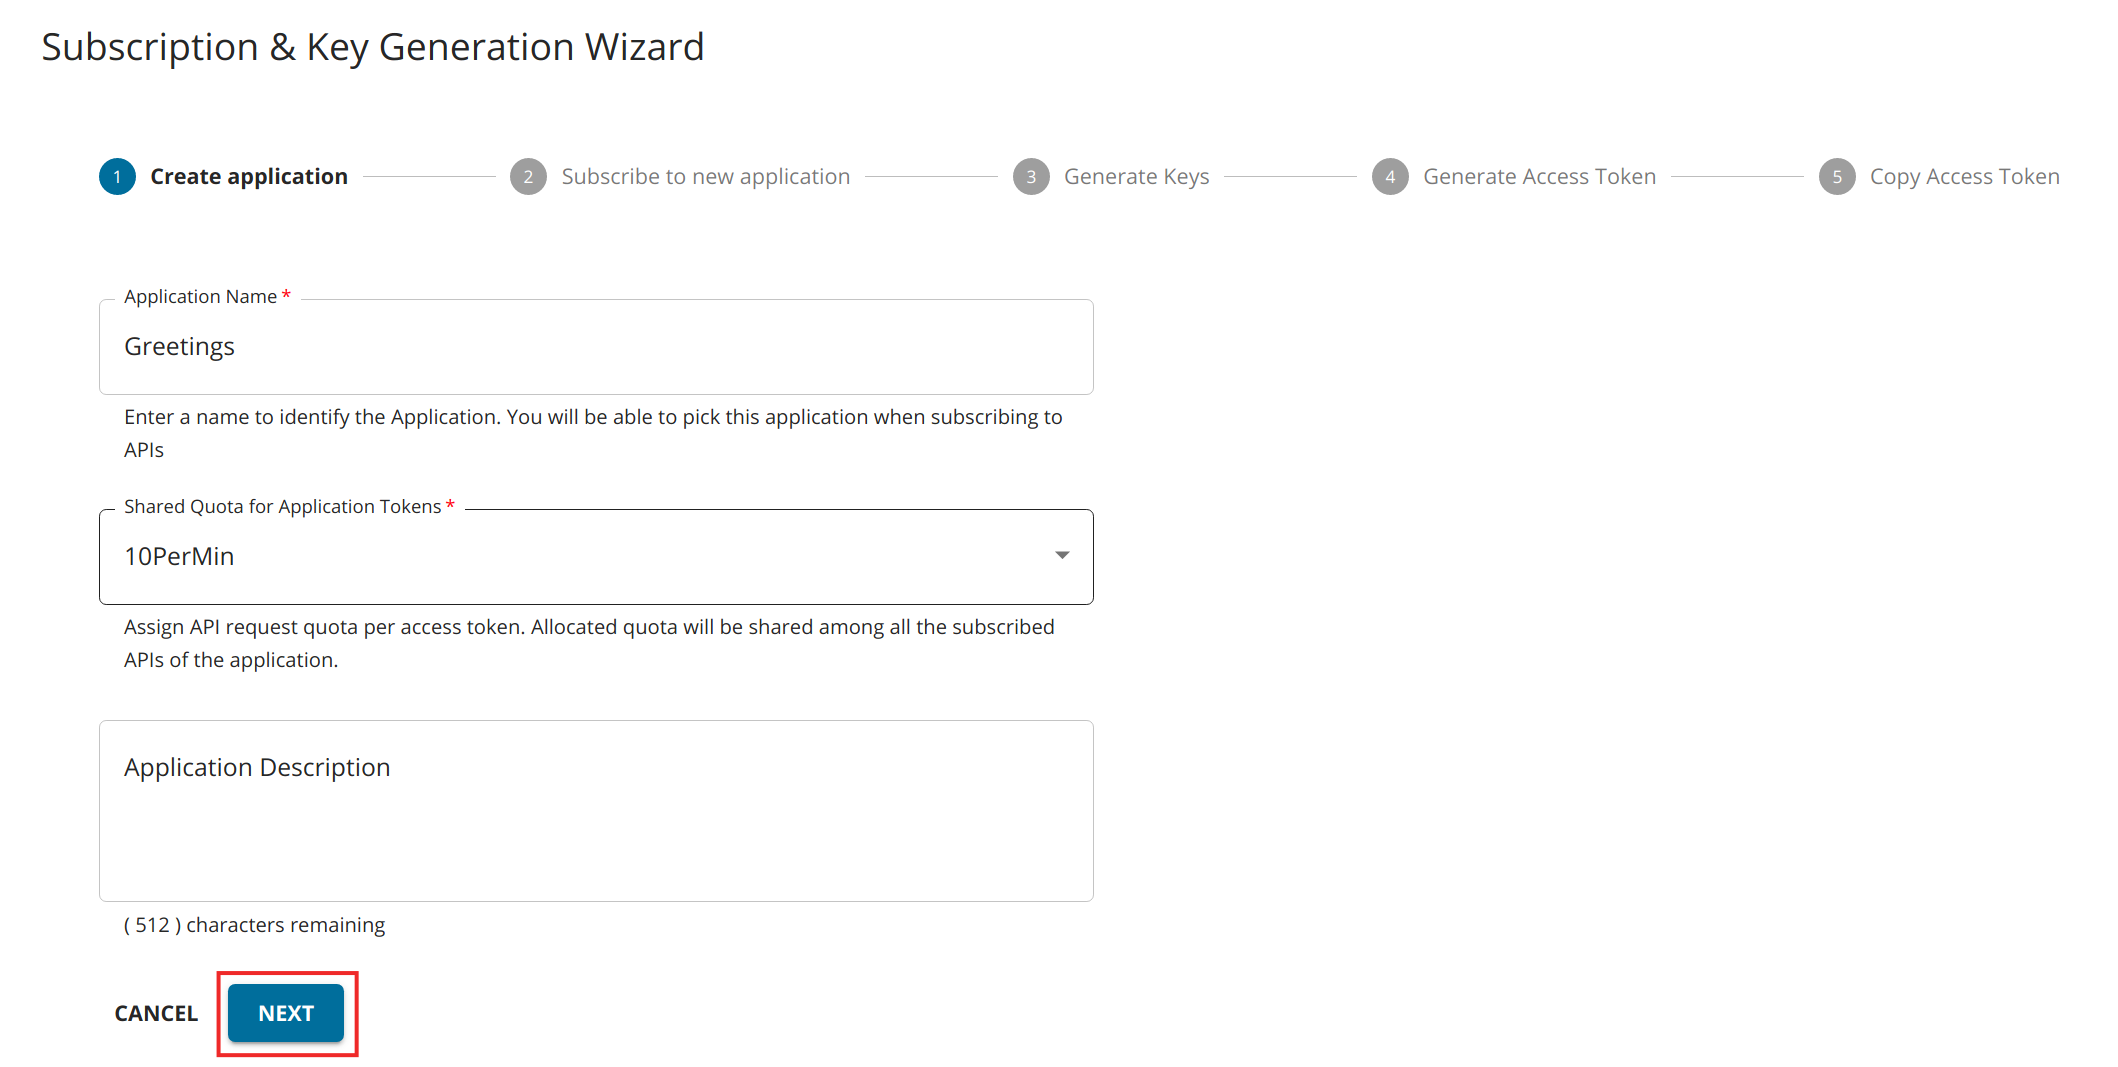 Subscription & Key Generation Wizard
1 Create application 2 Subscribe to new application 3 Generate Keys 4 Generate Access Token 5 Copy Access Token
Application Name *
Greetings
Enter a name to identify the Application. You will be able to pick this application when subscribing to
APIs
Shared Quota for Application Tokens *
10PerMin
Assign API request quota per access token. Allocated quota will be shared among all the subscribed
APIs of the application.
Application Description
( 512 ) characters remaining
CANCEL NEXT